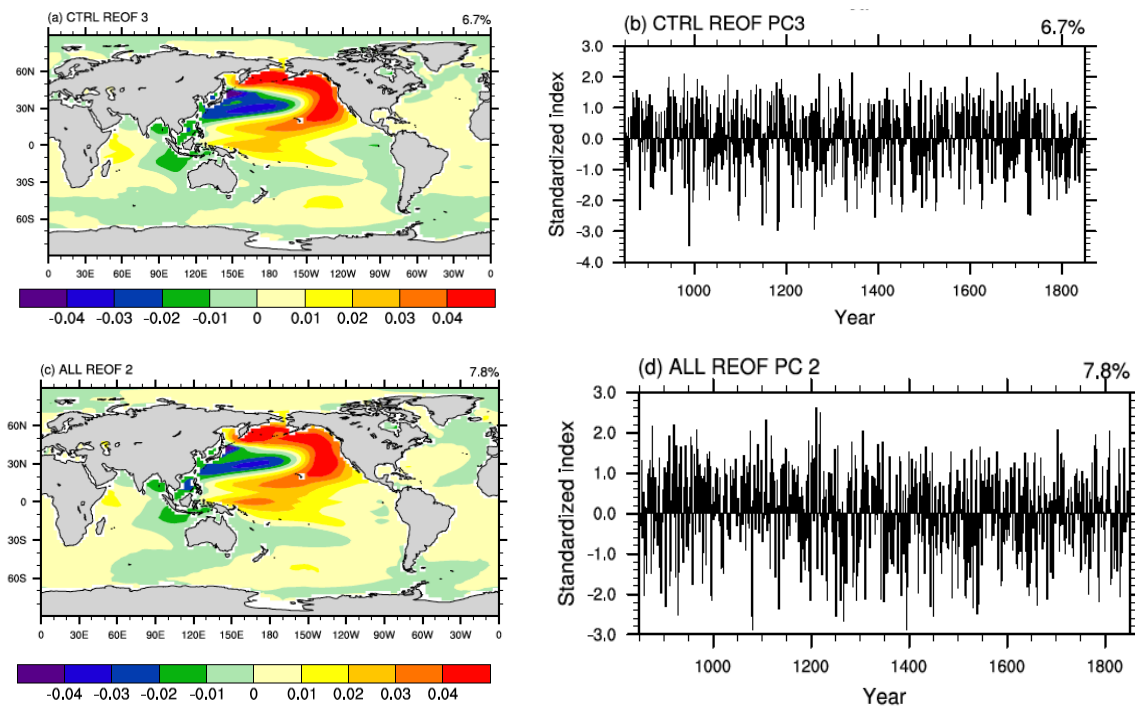 (a) CTRL REOF 3 6.7%
60N
30N
0
30S
60S
0 30E 60E 90E 120E 150E 180 150W 120W 90W 60W 30W 0
-0.04 -0.03 -0.02 -0.01 0 0.01 0.02 0.03 0.04
(b) CTRL REOF PC3 6.7%
Standardized index
3.0
2.0
1.0
0.0
-1.0
-2.0
-3.0
-4.0
1000 1200 1400 1600 1800
Year
(c) ALL REOF 2 7.8%
60N
30N
0
30S
60S
0 30E 60E 90E 120E 150E 180 150W 120W 90W 60W 30W 0
-0.04 -0.03 -0.02 -0.01 0 0.01 0.02 0.03 0.04
(d) ALL REOF PC 2 7.8%
Standardized index
3.0
2.0
1.0
0.0
-1.0
-2.0
-3.0
1000 1200 1400 1600 1800
Year